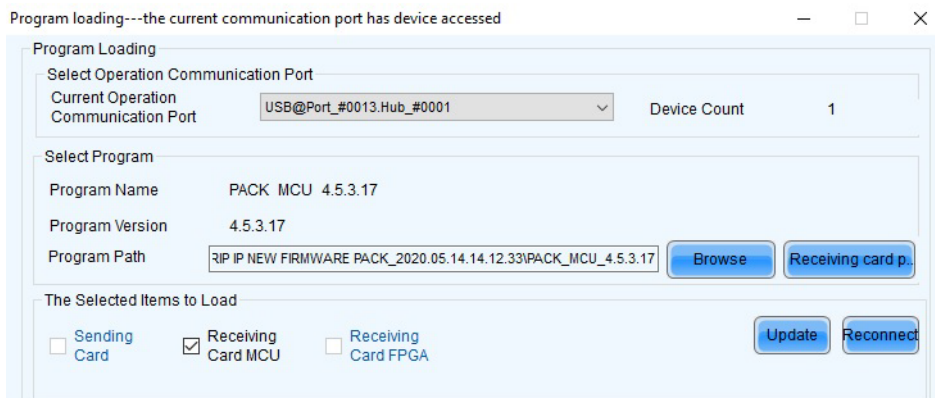 Program loading---the current communication port has device accessed
Program Loading
Select Operation Communication Port
Current Operation
Communication Port
USB@Port_#0013.Hub_#0001
Device Count
1
Select Program
Program Name
PACK MCU 4.5.3.17
Program Version
4.5.3.17
Program Path
RIP IP NEW FIRMWARE PACK_2020.05.14.14.12.33\PACK_MCU_4.5.3.17
Browse
Receiving card p..
The Selected Items to Load
Sending
Card
Receiving
Card MCU
Receiving
Card FPGA
Update
Reconnect